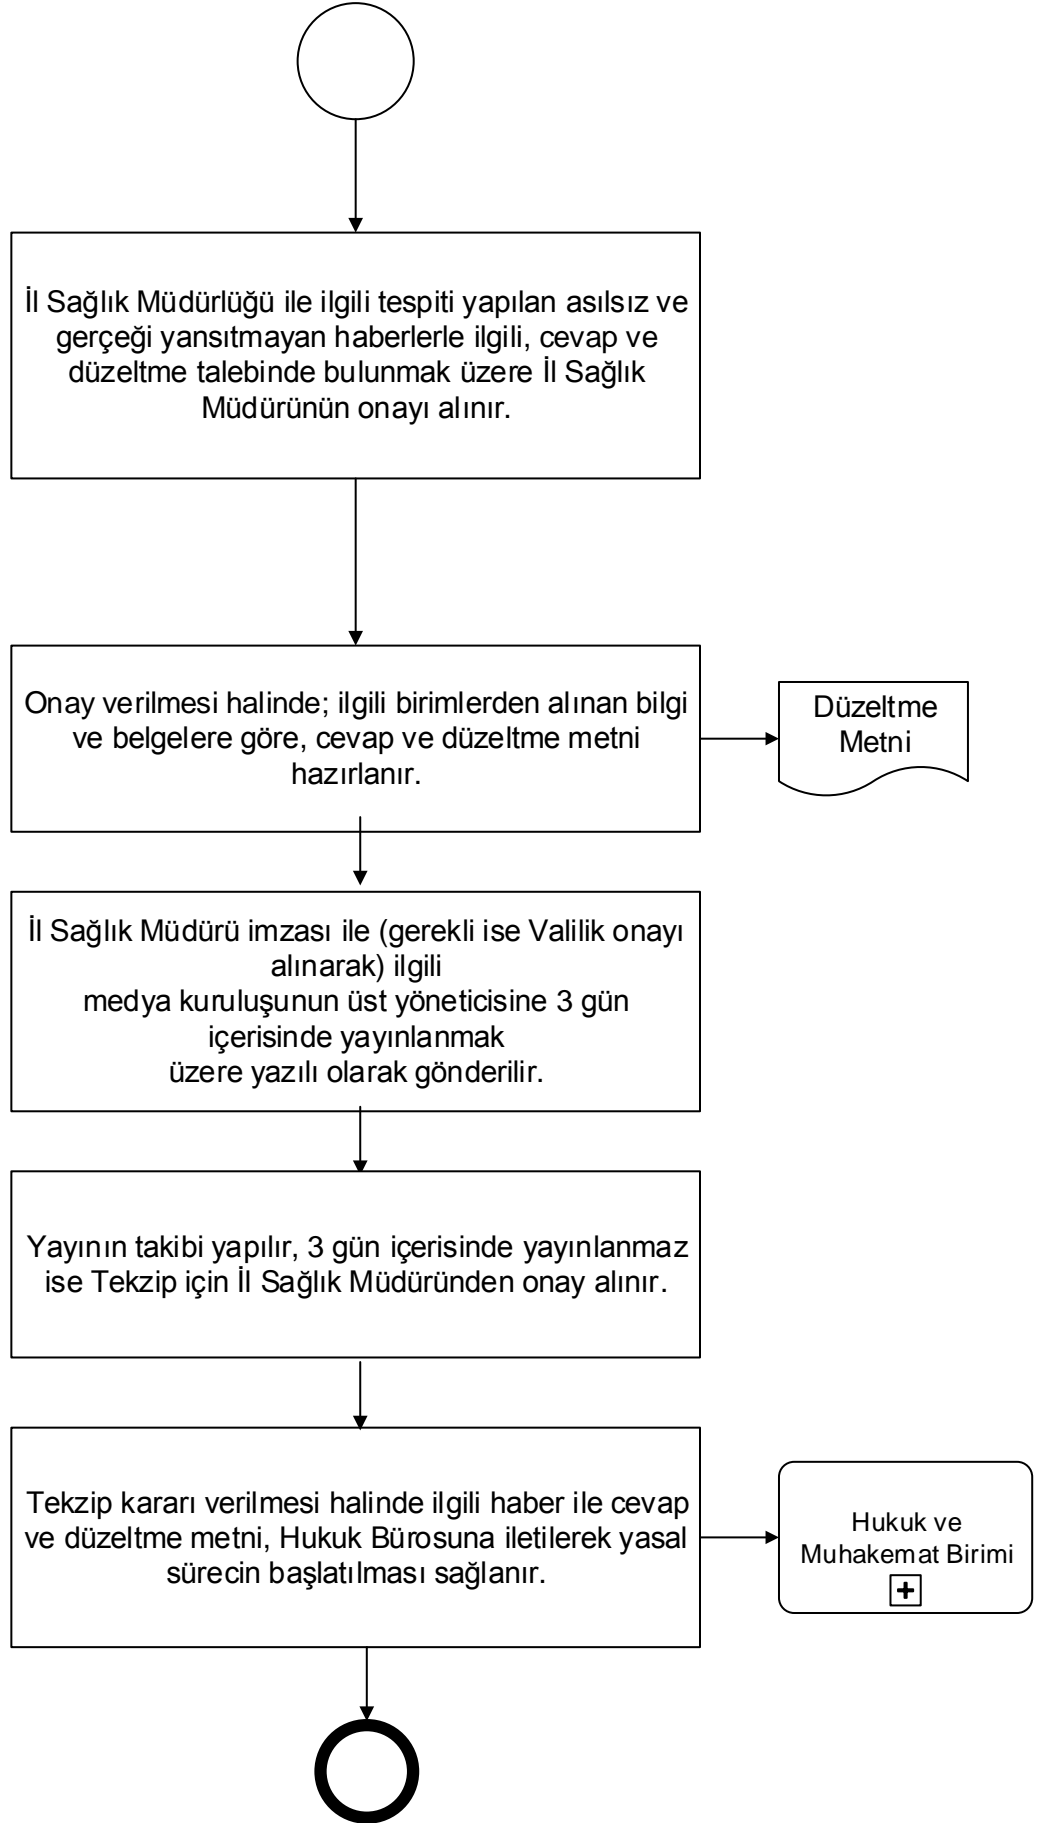 İl Sağlık Müdürlüğü ile ilgili tespiti yapılan asılsız ve
gerçeği yansıtmayan haberlerle ilgili, cevap ve
düzeltme talebinde bulunmak üzere İl Sağlık
Müdürünün onayı alınır.
Onay verilmesi halinde; ilgili birimlerden alınan bilgi
ve belgelere göre, cevap ve düzeltme metni
hazırlanır.
Düzeltme
Metni
İl Sağlık Müdürü imzası ile (gerekli ise Valilik onayı
alınarak) ilgili
medya kuruluşunun üst yöneticisine 3 gün
içerisinde yayınlanmak
üzere yazılı olarak gönderilir.
Yayının takibi yapılır, 3 gün içerisinde yayınlanmaz
ise Tekzip için İl Sağlık Müdüründen onay alınır.
Tekzip kararı verilmesi halinde ilgili haber ile cevap
ve düzeltme metni, Hukuk Bürosuna iletilerek yasal
sürecin başlatılması sağlanır.
Hukuk ve
Muhakemat Birimi